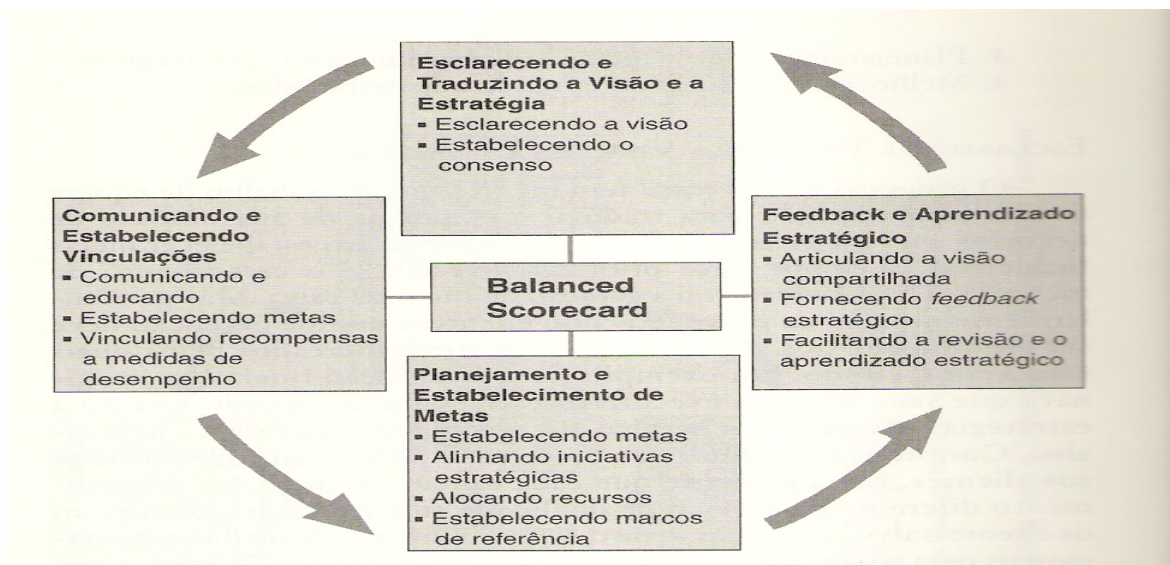 Esclarecendo e
Traduzindo a Visão e a
Estratégia
▪ Esclarecendo a visão
▪ Estabelecendo o
consenso
Comunicando e
Estabelecendo
Vinculações
▪ Comunicando e
educando
▪ Estabelecendo metas
▪ Vinculando recompensas
a medidas de
desempenho
Balanced
Scorecard
Feedback e Aprendizado
Estratégico
▪ Articulando a visão
compartilhada
▪ Fornecendo feedback
estratégico
▪ Facilitando a revisão e o
aprendizado estratégico
Planejamento e
Estabelecimento de
Metas
▪ Estabelecendo metas
▪ Alinhando iniciativas
estratégicas
▪ Alocando recursos
▪ Estabelecendo marcos
de referência